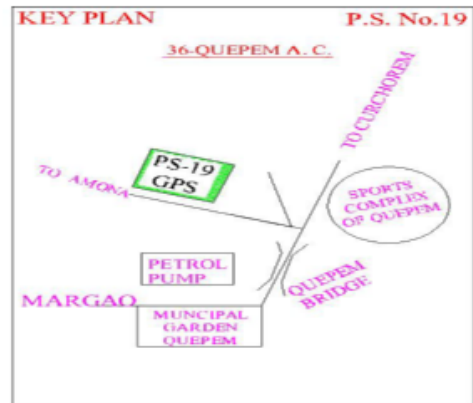 KEY PLAN
P.S. No.19
36-QUEPEM A. C.
TO CURCHOREM
PS-19
GPS
TO AMONA
SPORTS
COMPLEX
OF QUEPEM
PETROL
PUMP
QUEPEM
BRIDGE
MARGAO
MUNCIPAL
GARDEN
QUEPEM